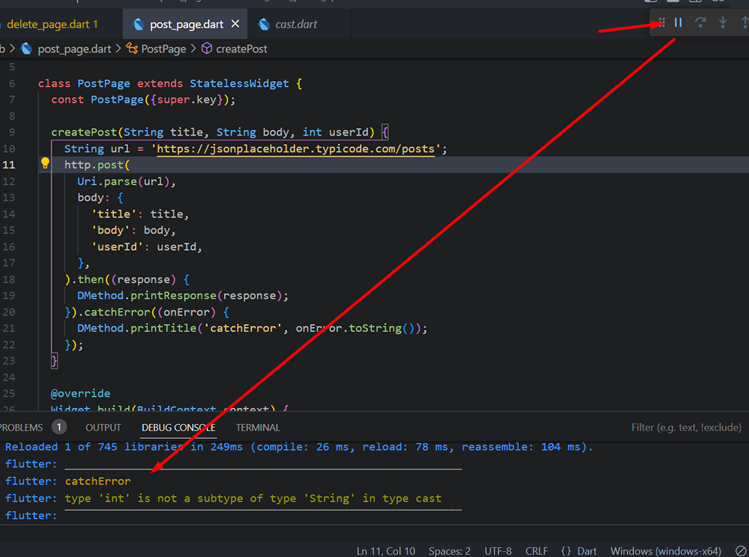 delete_page.dart 1
post_page.dart
cast.dart
b > post_page.dart > PostPage > createPost
5
6 class PostPage extends StatelessWidget {
7 const PostPage({super.key});
8
9 createPost(String title, String body, int userId) {
10 String url = 'https://jsonplaceholder.typicode.com/posts';
11 http.post(
12 Uri.parse(url),
13 body: {
14 'title': title,
15 'body': body,
16 'userId': userId,
17 },
18 ).then((response) {
19 DMethod.printResponse(response);
20 }).catchError((onError) {
21 DMethod.printTitle('catchError', onError.toString());
22 });
23 }
24
25 @override
26 Widget build(BuildContext context) {
PROBLEMS 1 OUTPUT DEBUG CONSOLE TERMINAL Filter (e.g. text, !exclude)
Reloaded 1 of 745 libraries in 249ms (compile: 26 ms, reload: 78 ms, reassemble: 104 ms).
flutter:
flutter: catchError
flutter: type 'int' is not a subtype of type 'String' in type cast
flutter:
Ln 11, Col 10 Spaces: 2 UTF-8 CRLF {} Dart Windows (windows-x64)